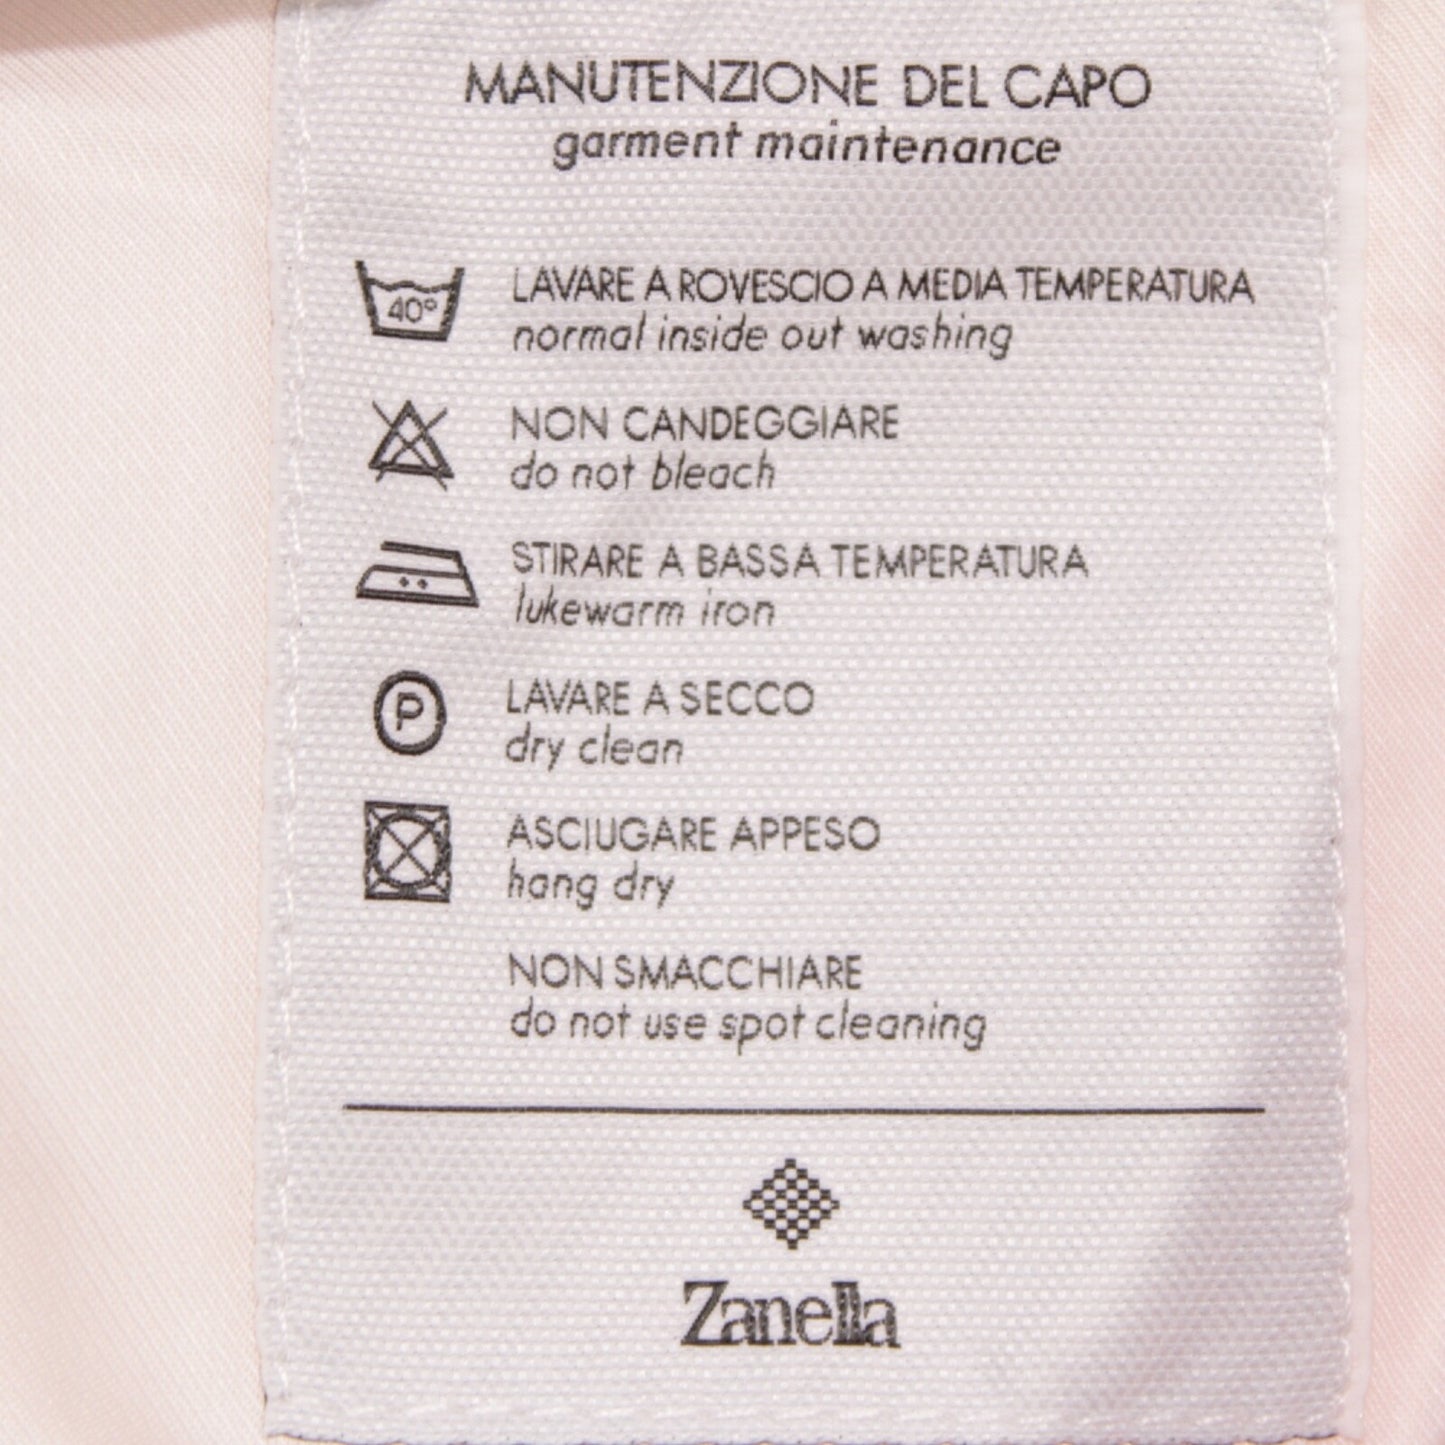 MANUTENZIONE DEL CAPO
garment maintenance
40°
LAVARE A ROVESCIO A MEDIA TEMPERATURA
normal inside out washing
NON CANDEGGIARE
do not bleach
STIRARE A BASSA TEMPERATURA
lukewarm iron
P
LAVARE A SECCO
dry clean
ASCIUGARE APPESO
hang dry
NON SMACCHIARE
do not use spot cleaning
Zanella